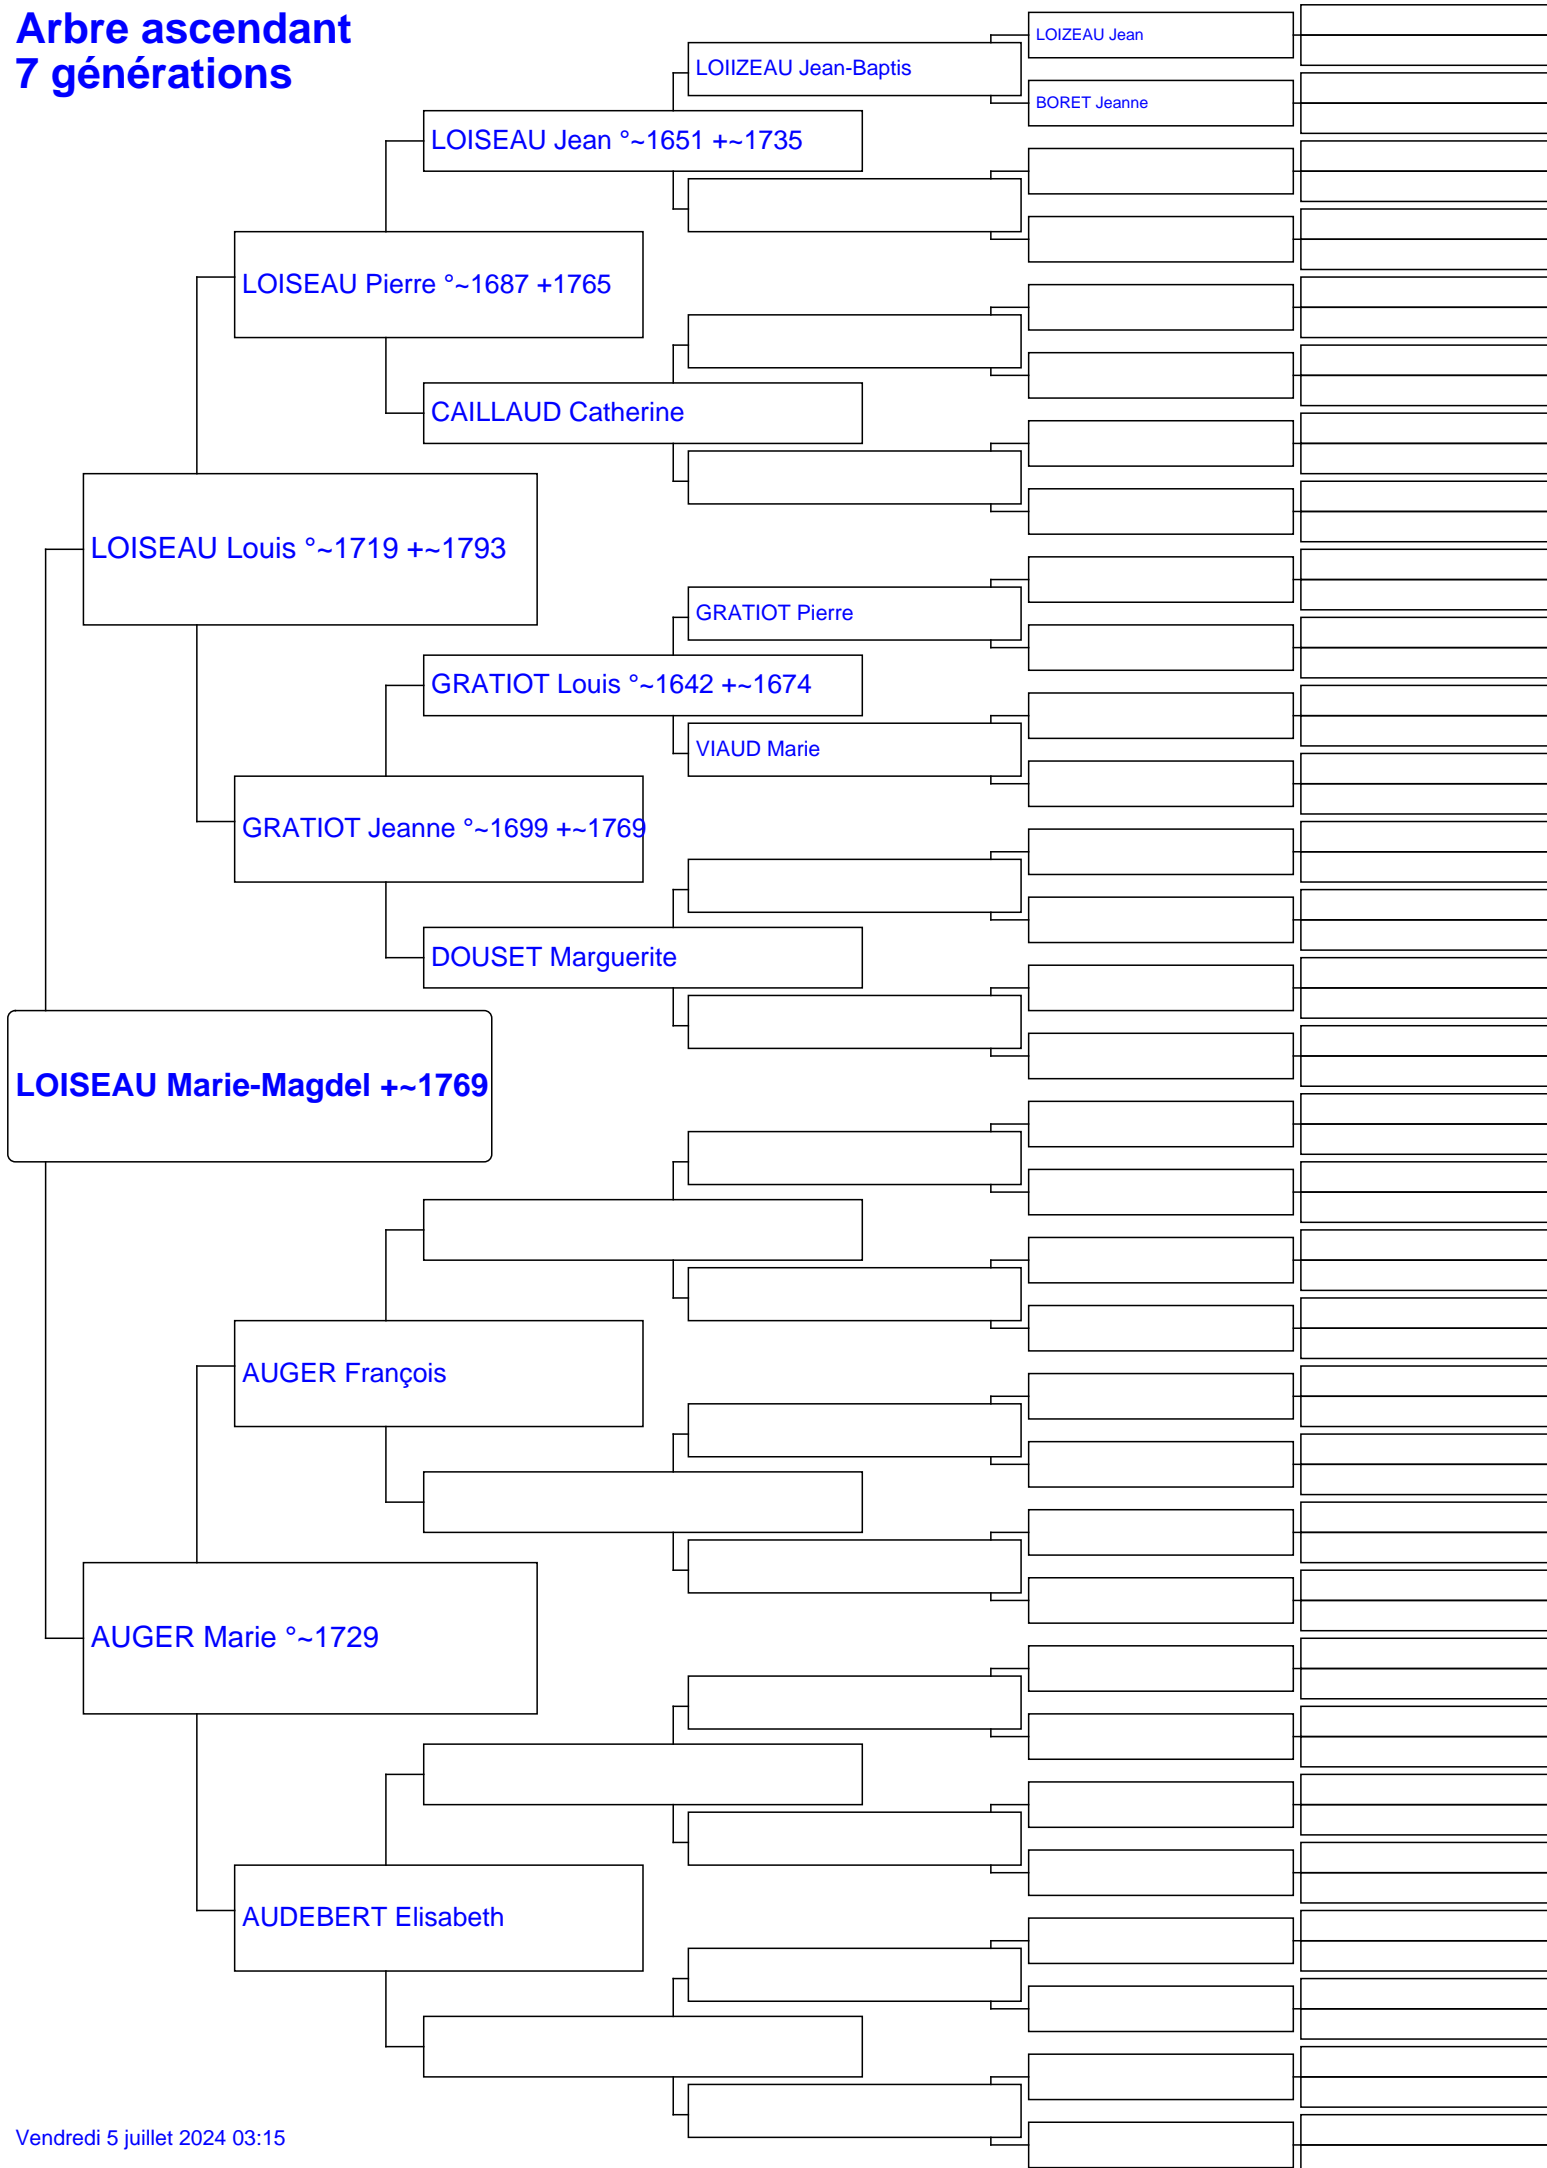 Arbre ascendant
7 générations
LOIZEAU Jean
LOIIZEAU Jean-Baptis
BORET Jeanne
LOISEAU Jean °~1651 +~1735
LOISEAU Pierre °~1687 +1765
CAILLAUD Catherine
LOISEAU Louis °~1719 +~1793
GRATIOT Pierre
GRATIOT Louis °~1642 +~1674
VIAUD Marie
GRATIOT Jeanne °~1699 +~1769
DOUSET Marguerite
LOISEAU Marie-Magdel +~1769
AUGER François
AUGER Marie °~1729
AUDEBERT Elisabeth
Vendredi 5 juillet 2024 03:15